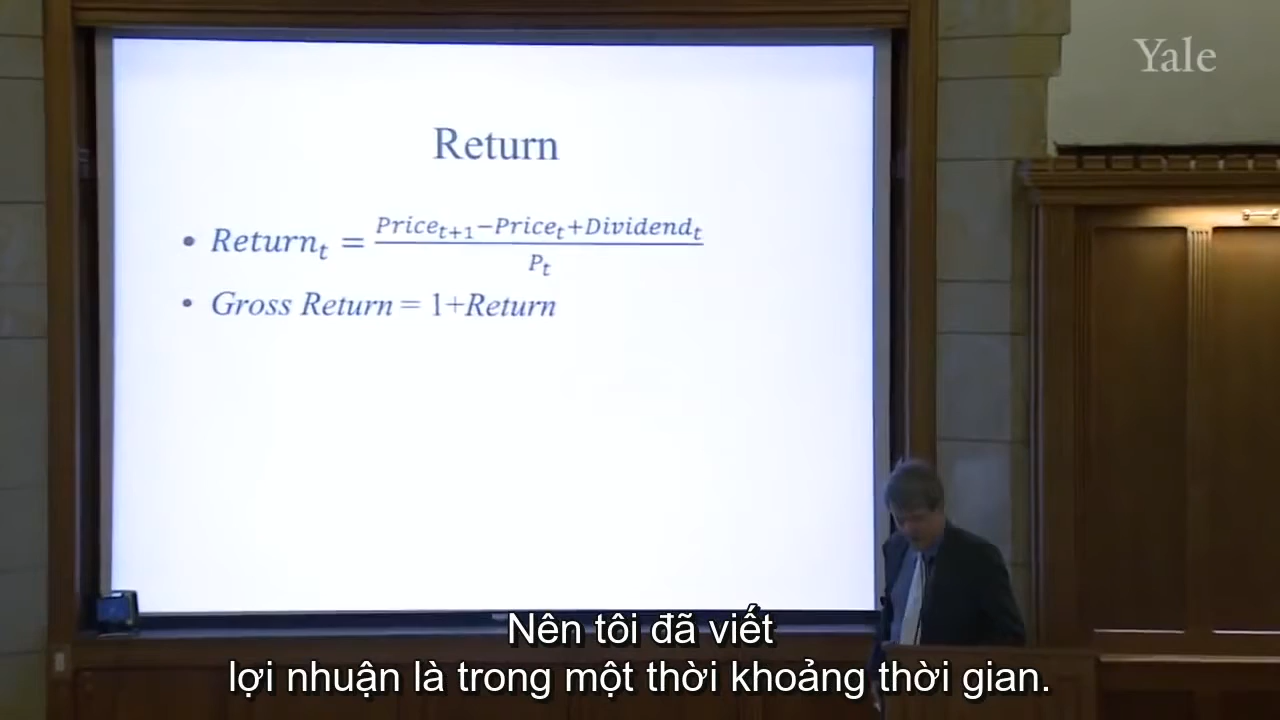 Yale
Return
• Return_t = (Price_{t+1}−Price_t+Dividend_t) / P_t
• Gross Return = 1+Return
Nên tôi đã viết
lợi nhuận là trong một thời khoảng thời gian.